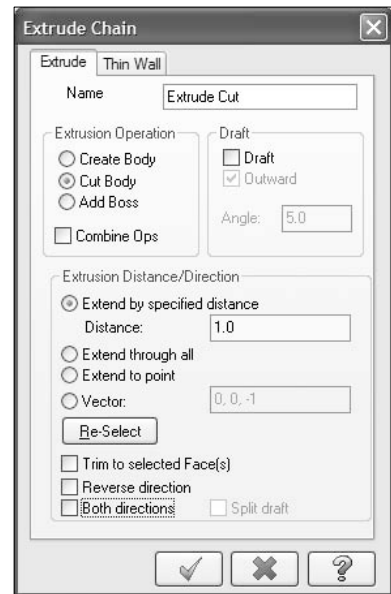 Extrude Chain
Extrude Thin Wall
Name Extrude Cut
Extrusion Operation
Create Body
Cut Body
Add Boss
Combine Ops
Draft
Draft
Outward
Angle: 5.0
Extrusion Distance/Direction
Extend by specified distance
Distance: 1.0
Extend through all
Extend to point
Vector: 0, 0, -1
Re-Select
Trim to selected Face(s)
Reverse direction
Both directions Split draft
?